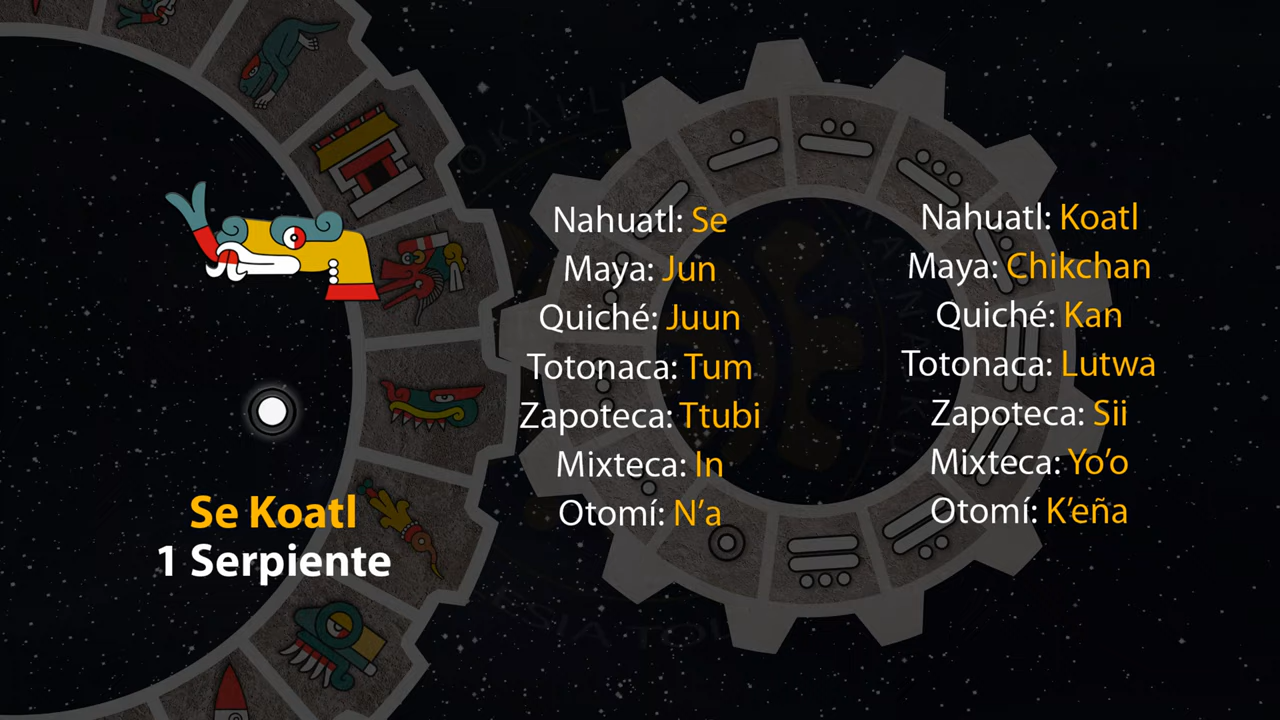 Nahuatl: Se
Maya: Jun
Quiché: Juun
Totonaca: Tum
Zapoteca: Ttubi
Mixteca: In
Otomí: N’a
Nahuatl: Koatl
Maya: Chikchan
Quiché: Kan
Totonaca: Lutwa
Zapoteca: Sii
Mixteca: Yo’o
Otomí: K’eña
Se Koatl
1 Serpiente